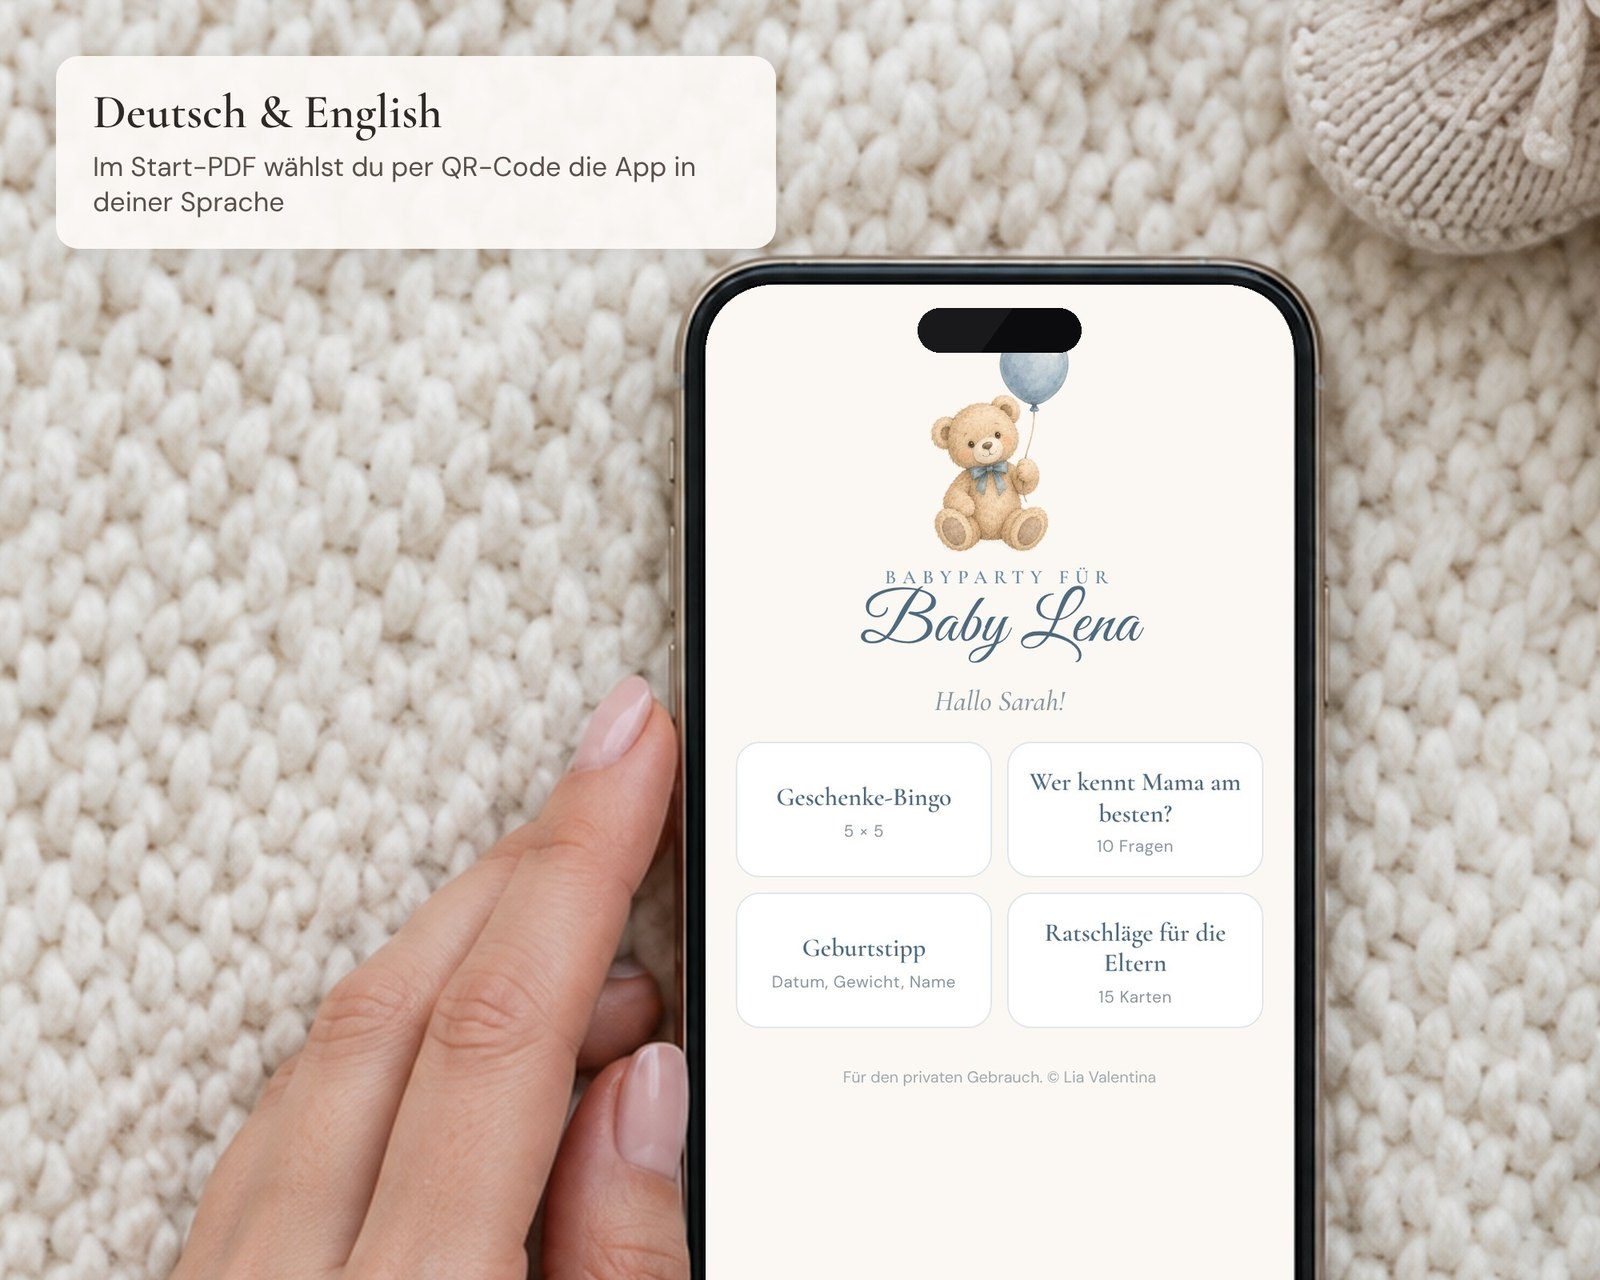 Deutsch & English
Im Start-PDF wählst du per QR-Code die App in
deiner Sprache
BABYPARTY FÜR
Baby Lena
Hallo Sarah!
Geschenke-Bingo
5 × 5
Wer kennt Mama am
besten?
10 Fragen
Geburtstipp
Datum, Gewicht, Name
Ratschläge für die
Eltern
15 Karten
Für den privaten Gebrauch. © Lia Valentina